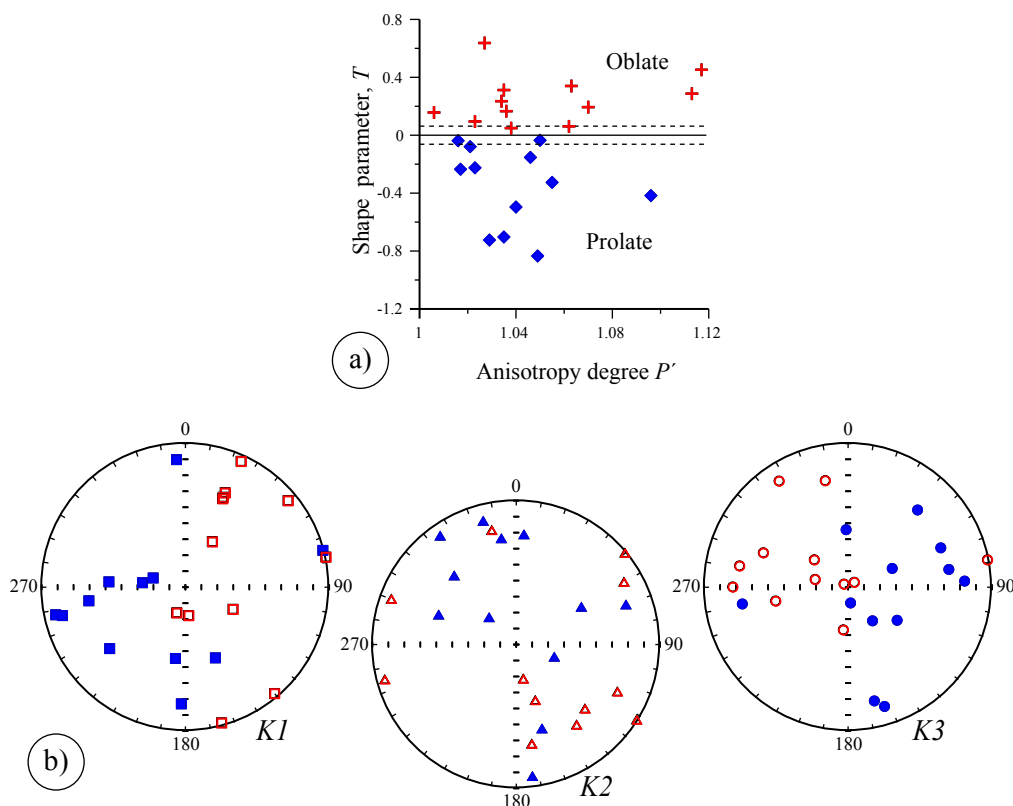 0.8
0.4
0
-0.4
-0.8
-1.2
Shape parameter, T
Oblate
Prolate
1 1.04 1.08 1.12
Anisotropy degree P´
a)
0
270 90
180
K1
0
270 90
180
K2
0
270 90
180
K3
b)